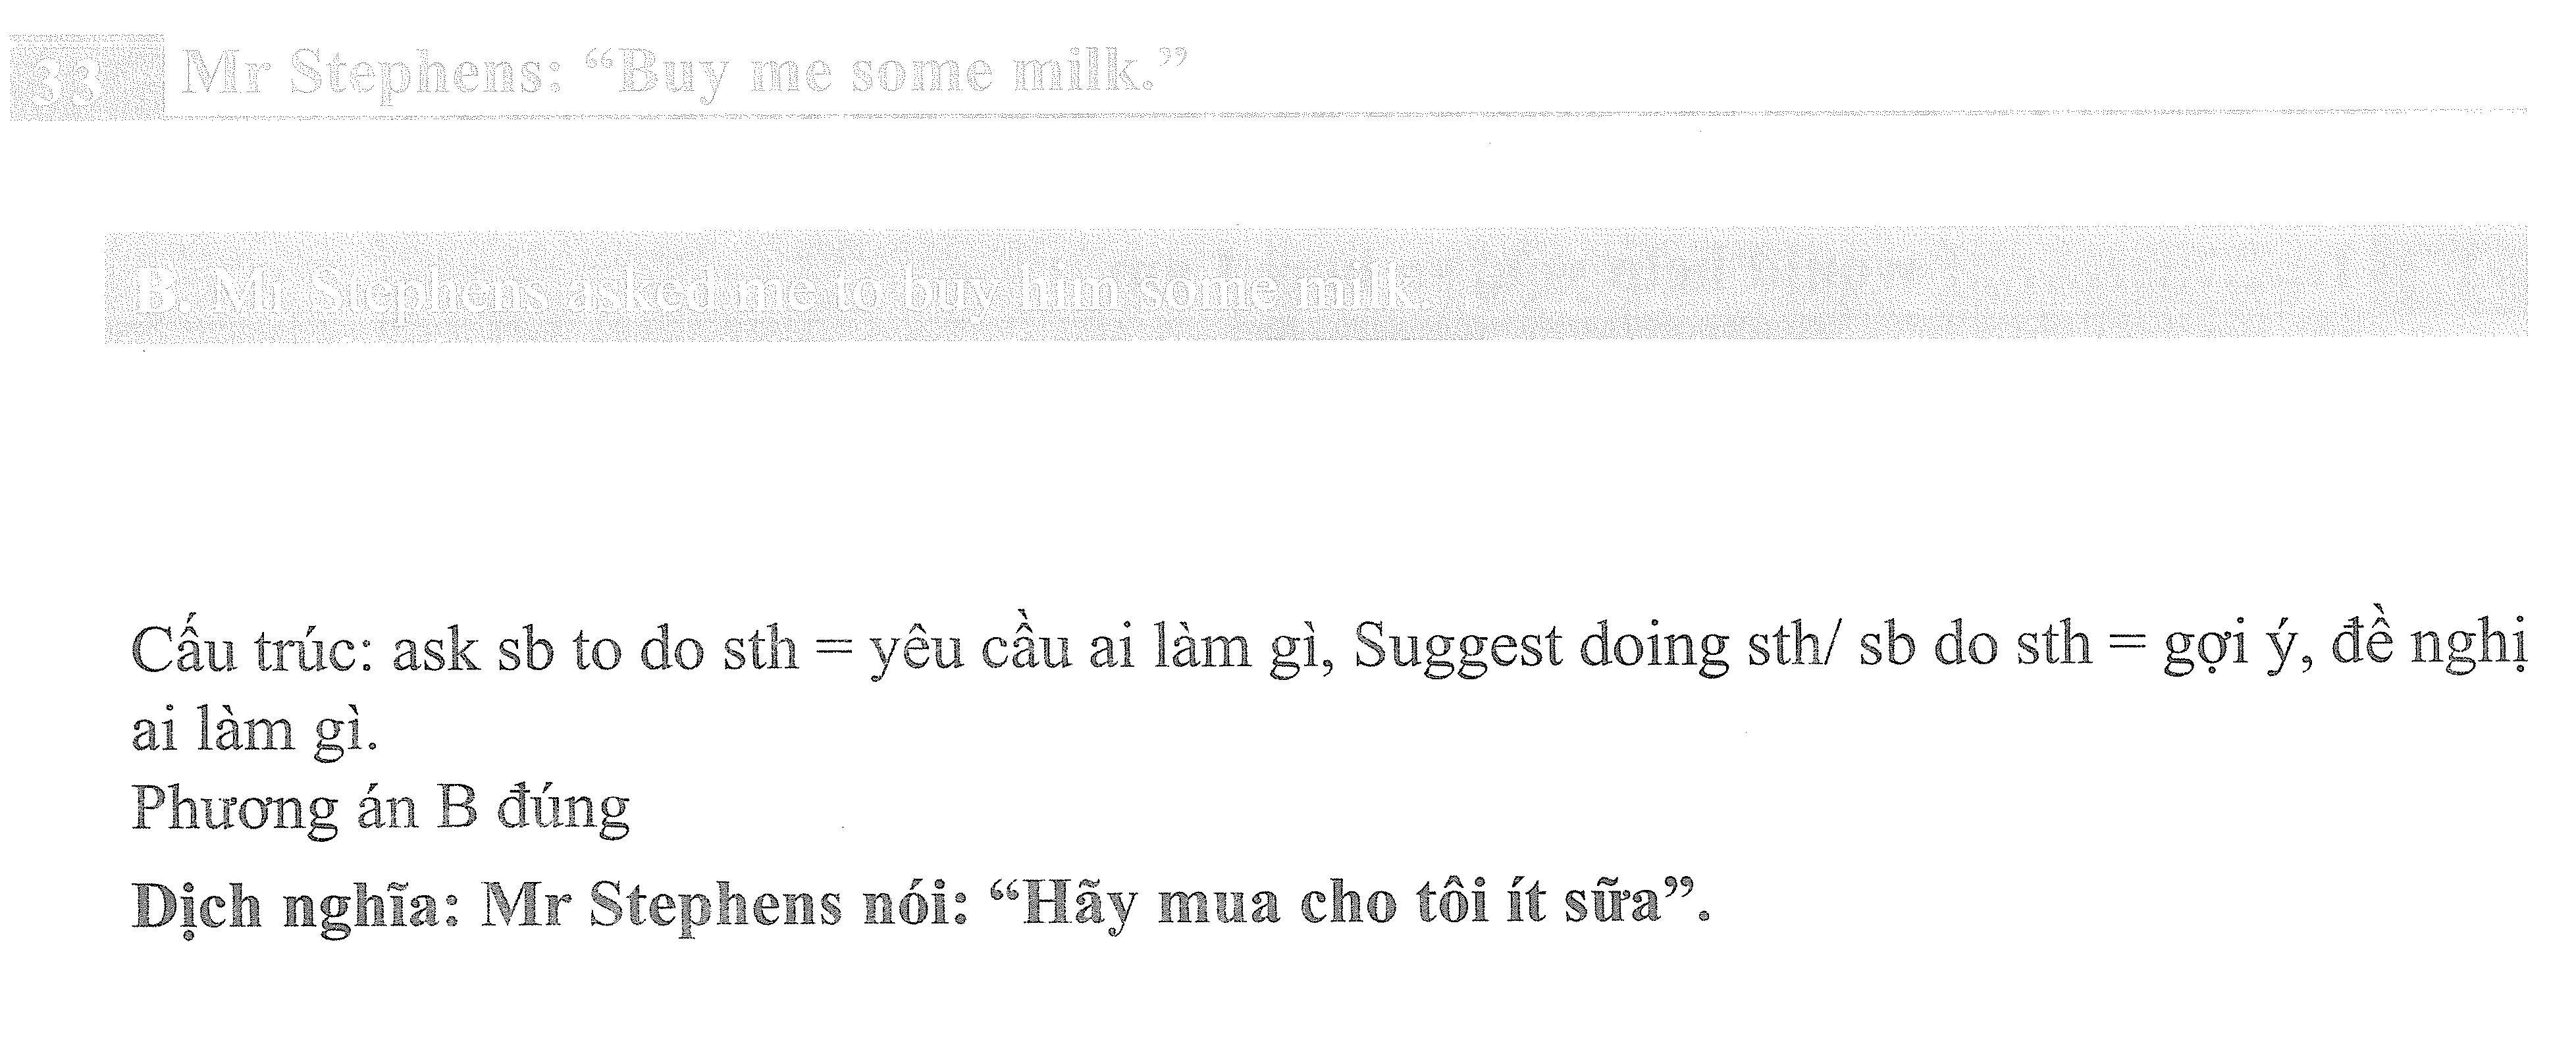 33 Mr Stephens: “Buy me some milk.”
B. Mr Stephens asked me to buy him some milk.
Cấu trúc: ask sb to do sth = yêu cầu ai làm gì, Suggest doing sth/ sb do sth = gợi ý, đề nghị
ai làm gì.
Phương án B đúng
Dịch nghĩa: Mr Stephens nói: “Hãy mua cho tôi ít sữa”.